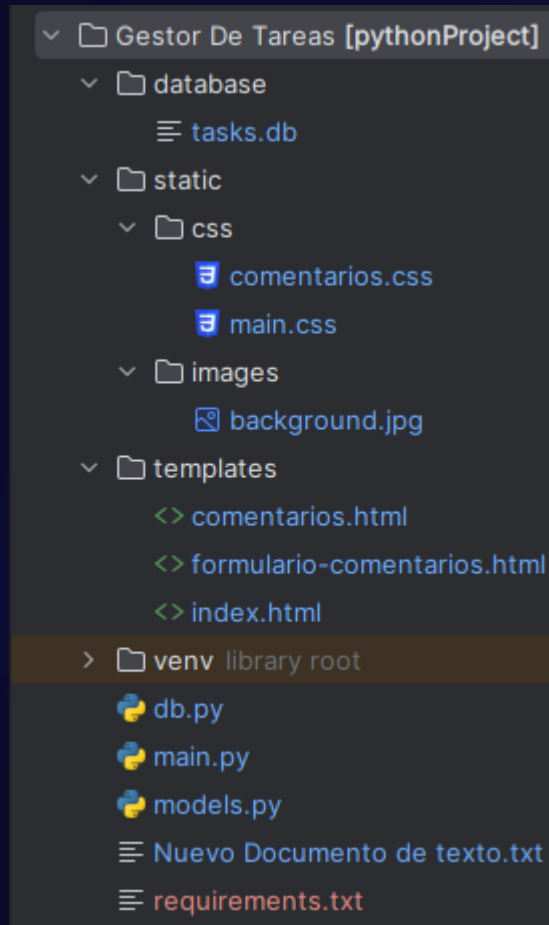 Gestor De Tareas [pythonProject]
database
tasks.db
static
css
comentarios.css
main.css
images
background.jpg
templates
comentarios.html
formulario-comentarios.html
index.html
venv library root
db.py
main.py
models.py
Nuevo Documento de texto.txt
requirements.txt